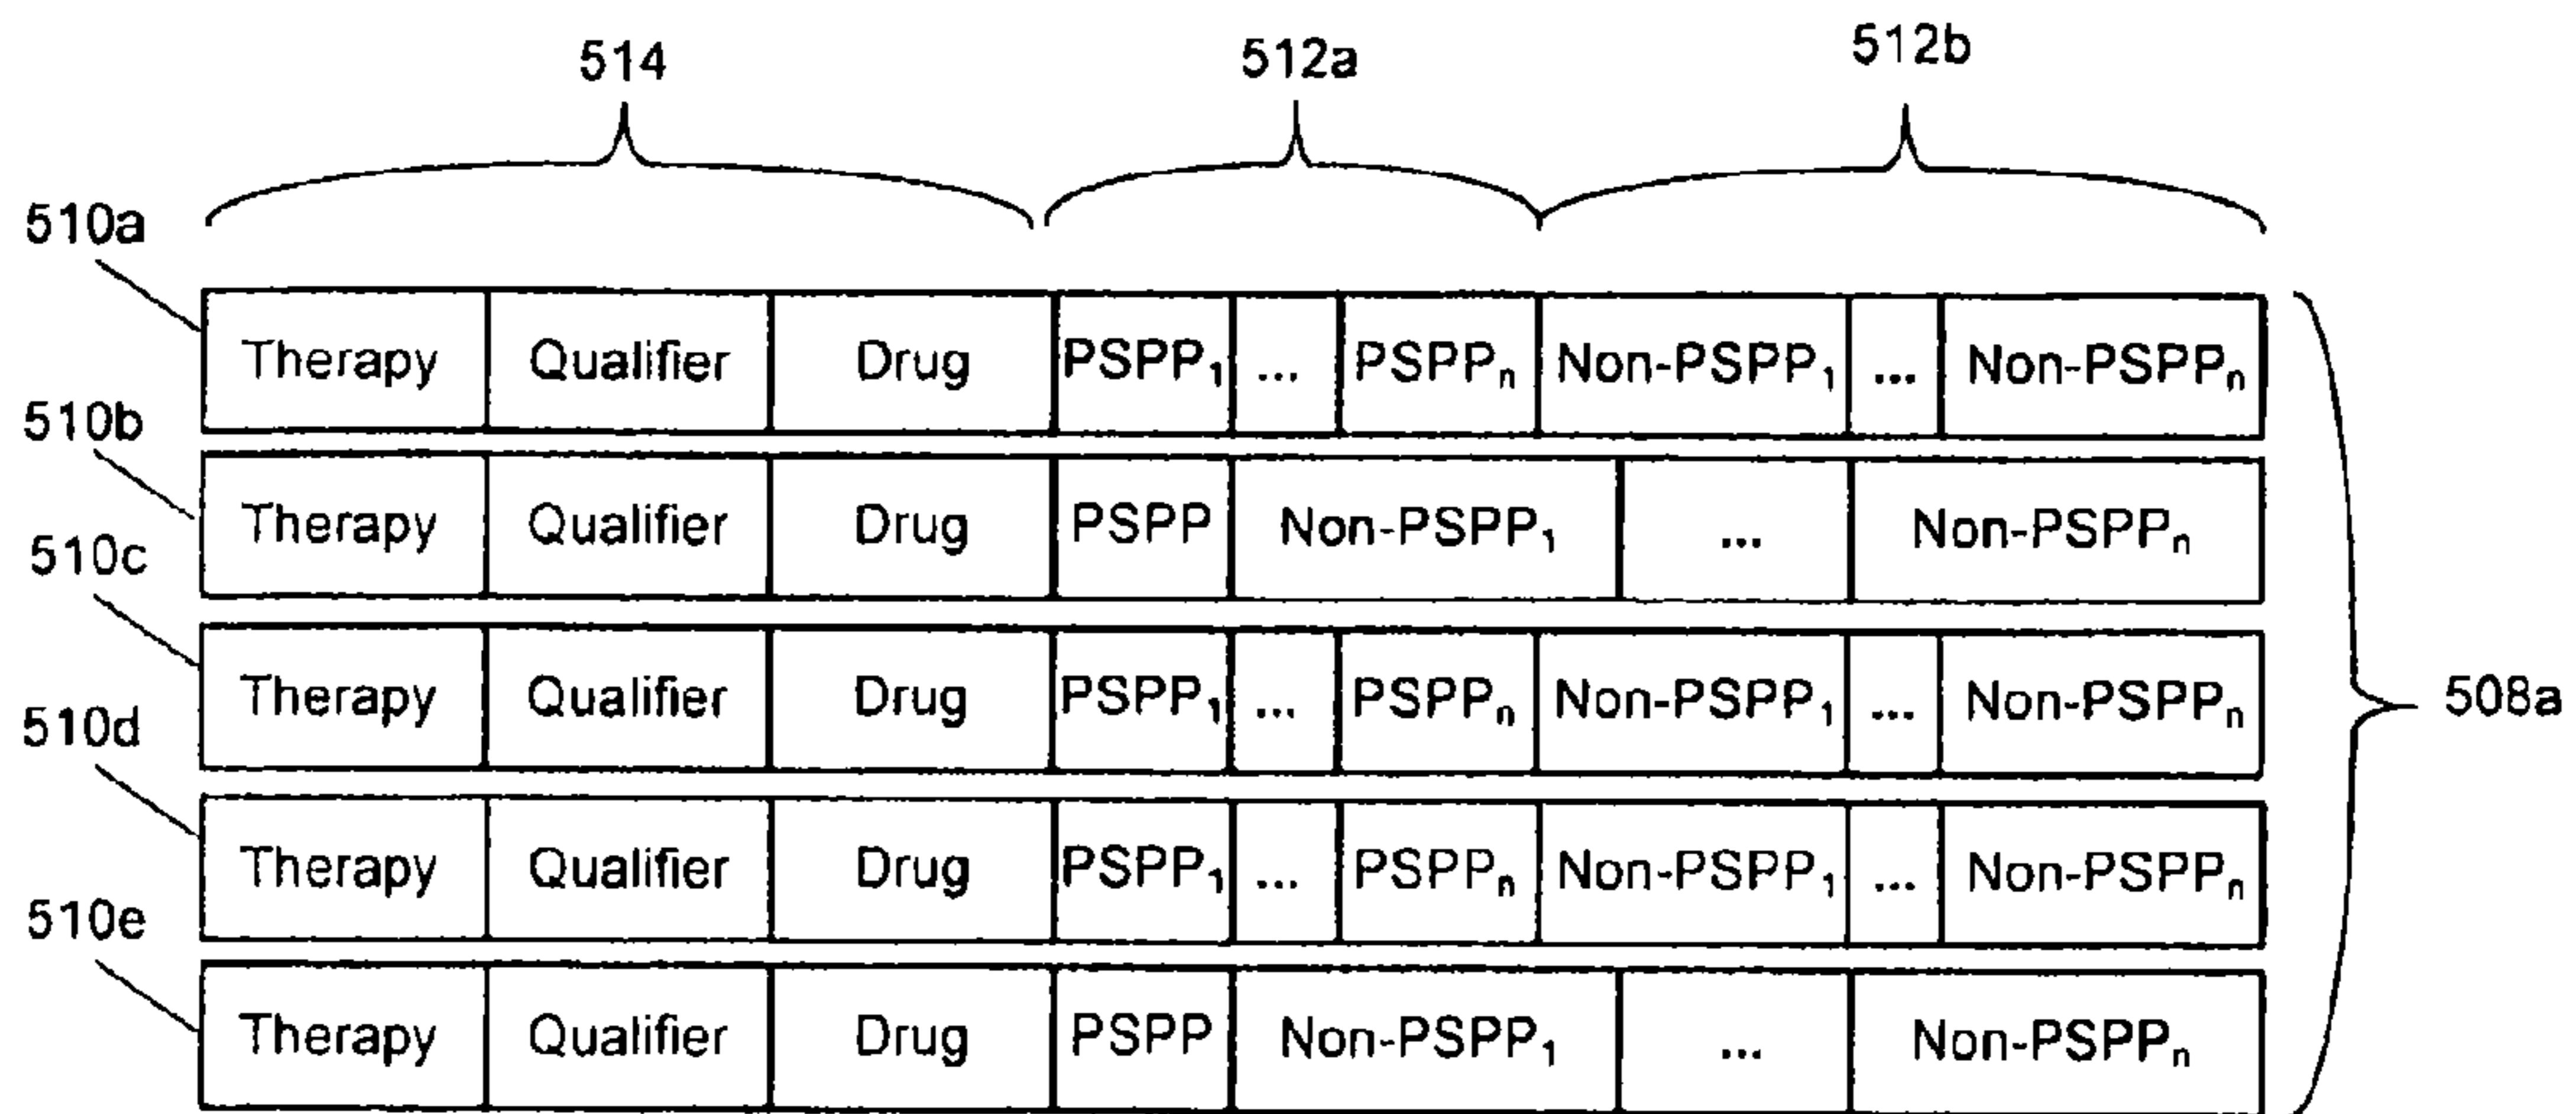 514 512a 512b
510a
Therapy Qualifier Drug PSPP₁ ... PSPPₙ Non-PSPP₁ ... Non-PSPPₙ
510b
Therapy Qualifier Drug PSPP Non-PSPP₁ ... Non-PSPPₙ
510c
Therapy Qualifier Drug PSPP₁ ... PSPPₙ Non-PSPP₁ ... Non-PSPPₙ
508a
510d
Therapy Qualifier Drug PSPP₁ ... PSPPₙ Non-PSPP₁ ... Non-PSPPₙ
510e
Therapy Qualifier Drug PSPP Non-PSPP₁ ... Non-PSPPₙ